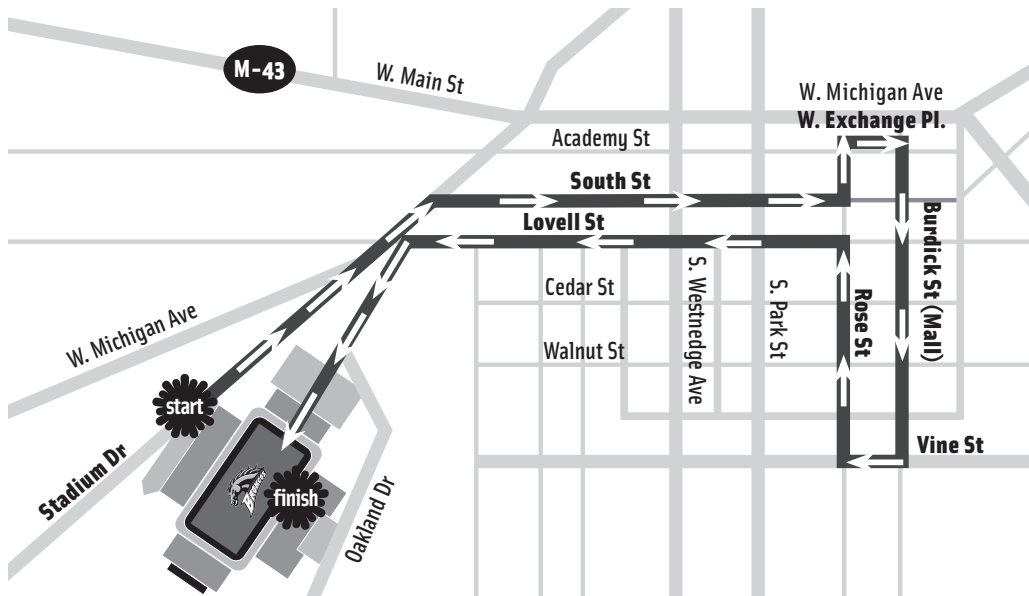 M-43
W. Main St
W. Michigan Ave
W. Exchange Pl.
Academy St
South St
Lovell St
Burdick St (Mall)
Cedar St
S. Westnedge Ave
S. Park St
Rose St
W. Michigan Ave
Walnut St
start
Vine St
Stadium Dr
BRONCOS
finish
Oakland Dr